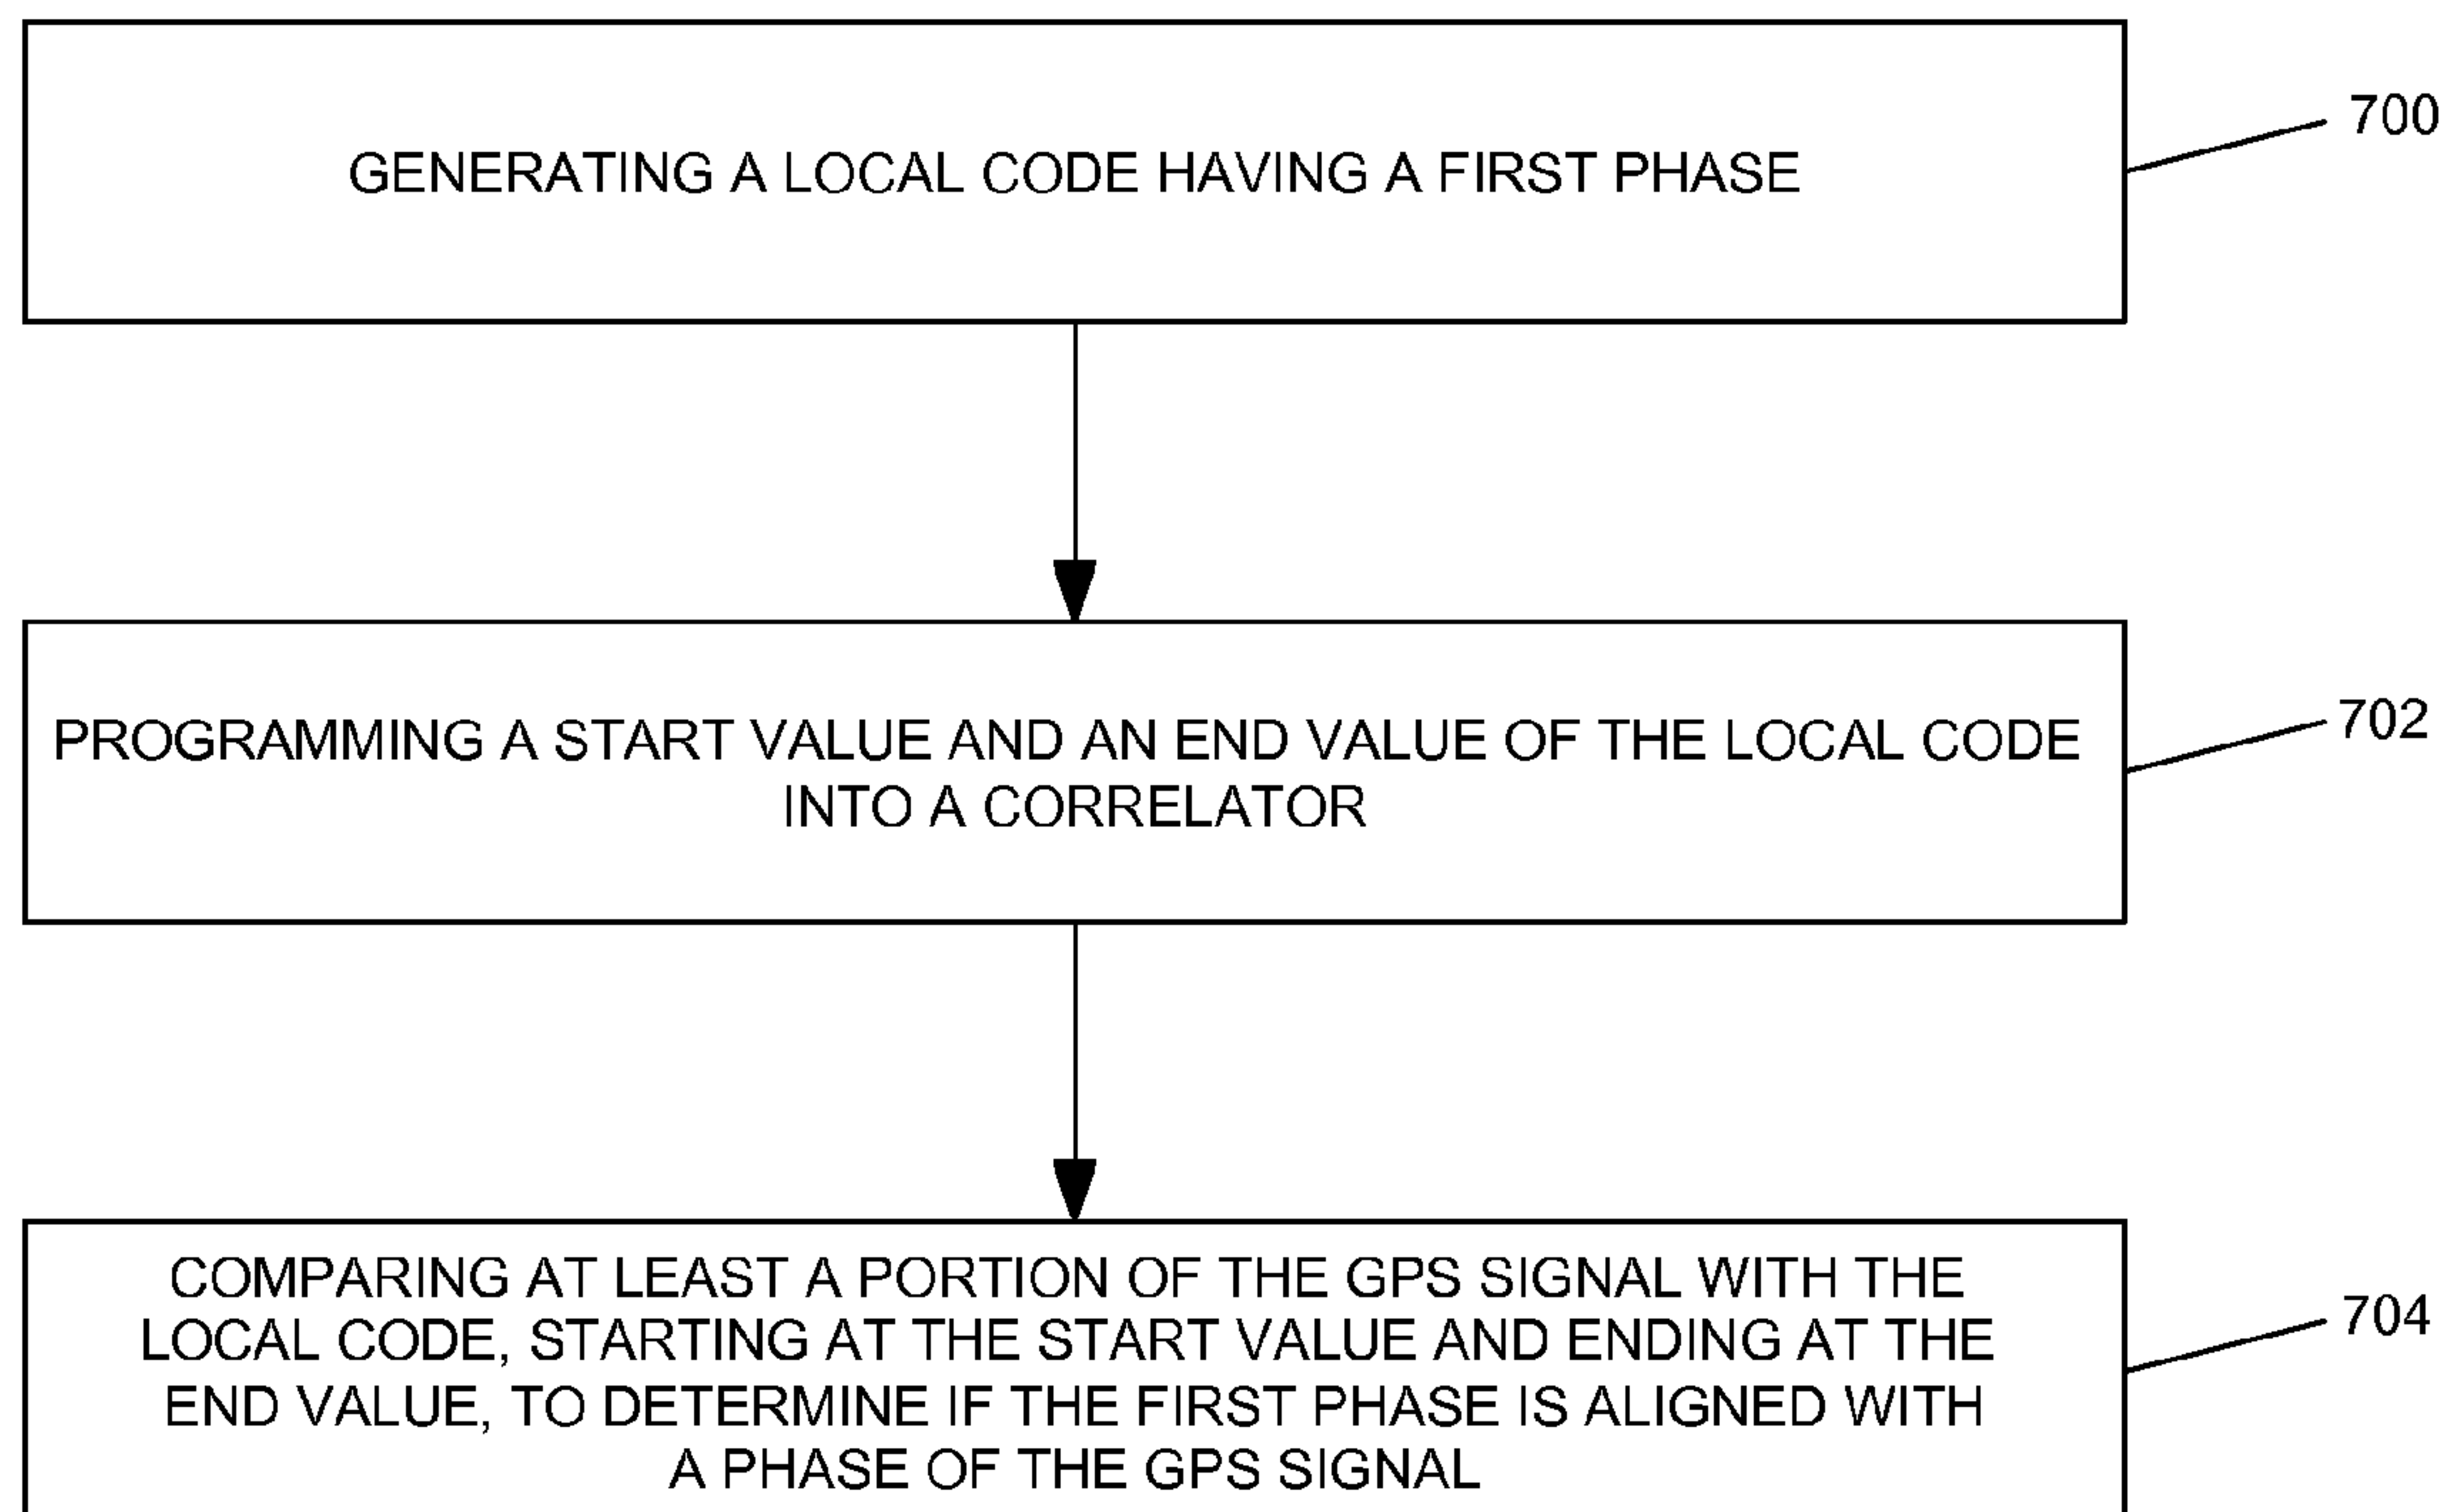 GENERATING A LOCAL CODE HAVING A FIRST PHASE
700
PROGRAMMING A START VALUE AND AN END VALUE OF THE LOCAL CODE
INTO A CORRELATOR
702
COMPARING AT LEAST A PORTION OF THE GPS SIGNAL WITH THE
LOCAL CODE, STARTING AT THE START VALUE AND ENDING AT THE
END VALUE, TO DETERMINE IF THE FIRST PHASE IS ALIGNED WITH
A PHASE OF THE GPS SIGNAL
704